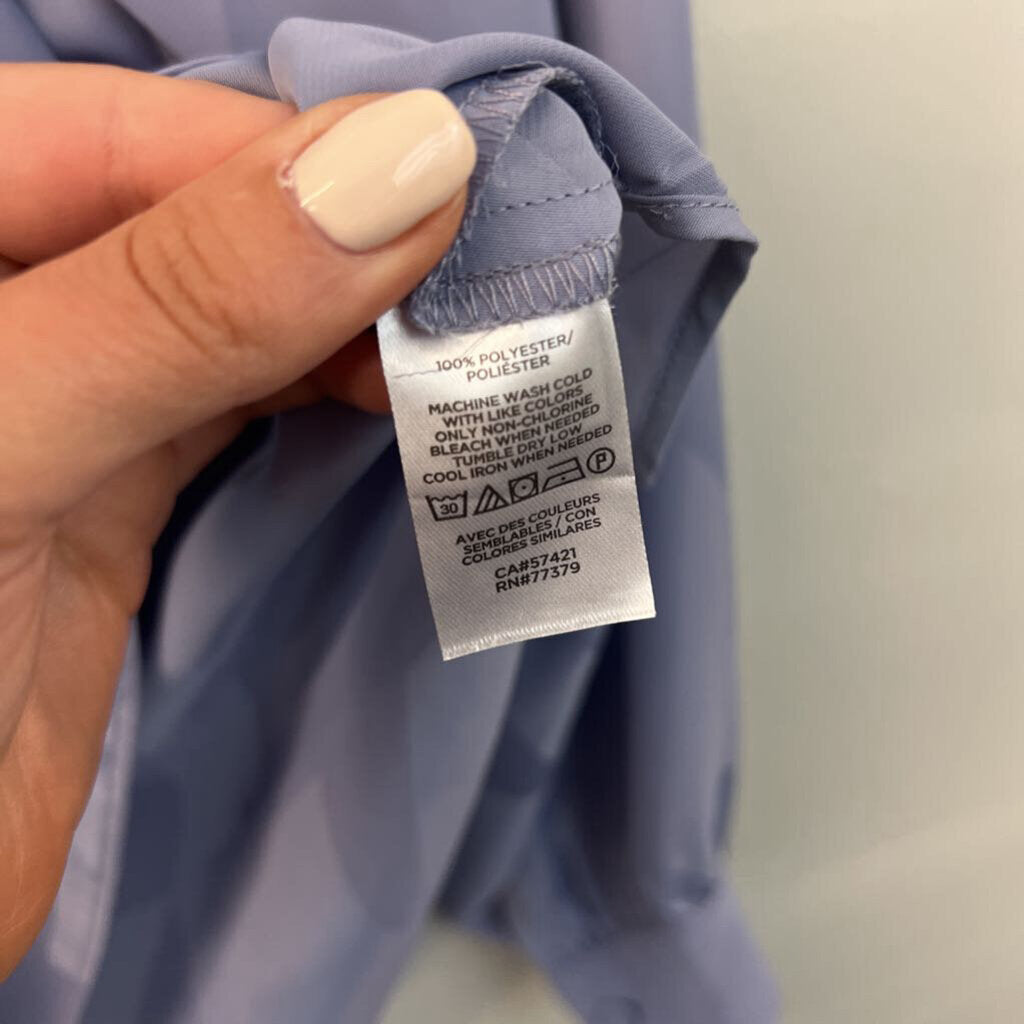 100% POLYESTER/
POLIÉSTER
MACHINE WASH COLD
WITH LIKE COLORS
ONLY NON-CHLORINE
BLEACH WHEN NEEDED
TUMBLE DRY LOW
COOL IRON WHEN NEEDED
30 P
AVEC DES COULEURS
SEMBLABLES / CON
COLORES SIMILARES
CA#57421
RN#77379